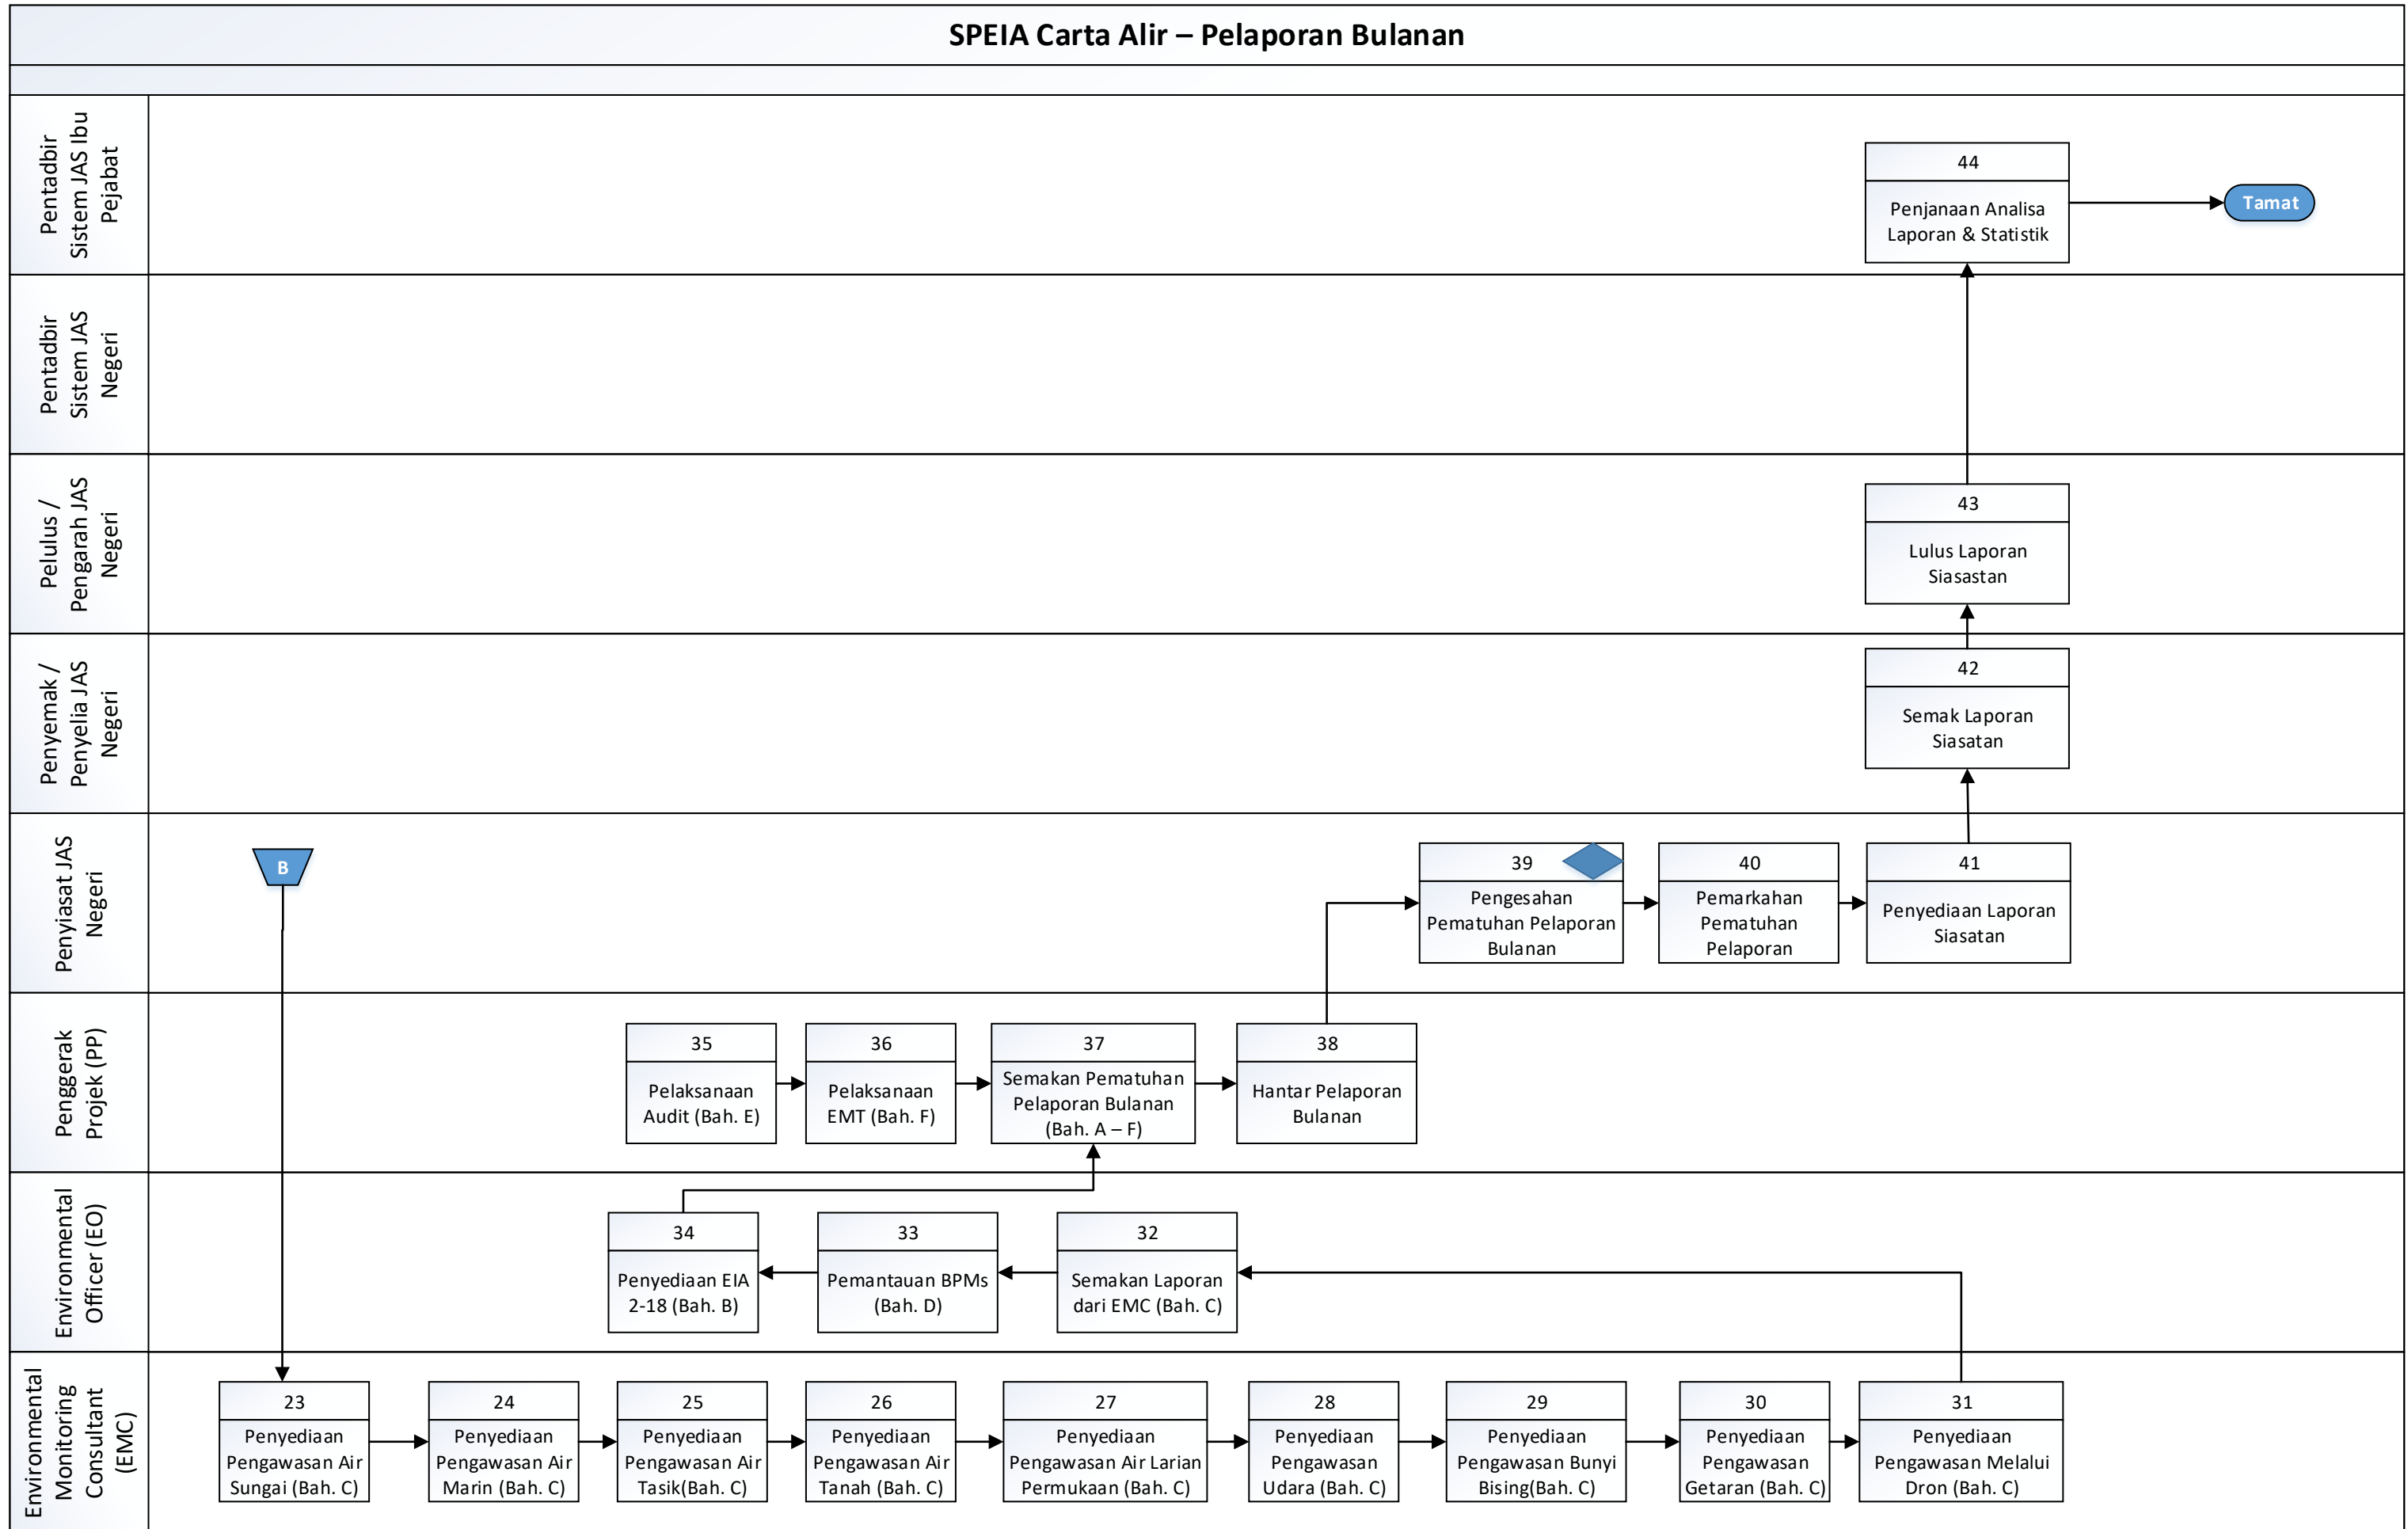 SPEIA Carta Alir – Pelaporan Bulanan
Pentadbir
Sistem JAS Ibu
Pejabat
44
Penjanaan Analisa
Laporan & Statistik
Tamat
Pentadbir
Sistem JAS
Negeri
Pelulus /
Pengarah JAS
Negeri
43
Lulus Laporan
Siasastan
Penyemak /
Penyelia JAS
Negeri
42
Semak Laporan
Siasatan
Penyiasat JAS
Negeri
B
39
Pengesahan
Pematuhan Pelaporan
Bulanan
40
Pemarkahan
Pematuhan
Pelaporan
41
Penyediaan Laporan
Siasatan
Penggerak
Projek (PP)
35
Pelaksanaan
Audit (Bah. E)
36
Pelaksanaan
EMT (Bah. F)
37
Semakan Pematuhan
Pelaporan Bulanan
(Bah. A – F)
38
Hantar Pelaporan
Bulanan
Environmental
Officer (EO)
34
Penyediaan EIA
2-18 (Bah. B)
33
Pemantauan BPMs
(Bah. D)
32
Semakan Laporan
dari EMC (Bah. C)
Environmental
Monitoring
Consultant
(EMC)
23
Penyediaan
Pengawasan Air
Sungai (Bah. C)
24
Penyediaan
Pengawasan Air
Marin (Bah. C)
25
Penyediaan
Pengawasan Air
Tasik(Bah. C)
26
Penyediaan
Pengawasan Air
Tanah (Bah. C)
27
Penyediaan
Pengawasan Air Larian
Permukaan (Bah. C)
28
Penyediaan
Pengawasan
Udara (Bah. C)
29
Penyediaan
Pengawasan Bunyi
Bising(Bah. C)
30
Penyediaan
Pengawasan
Getaran (Bah. C)
31
Penyediaan
Pengawasan Melalui
Dron (Bah. C)